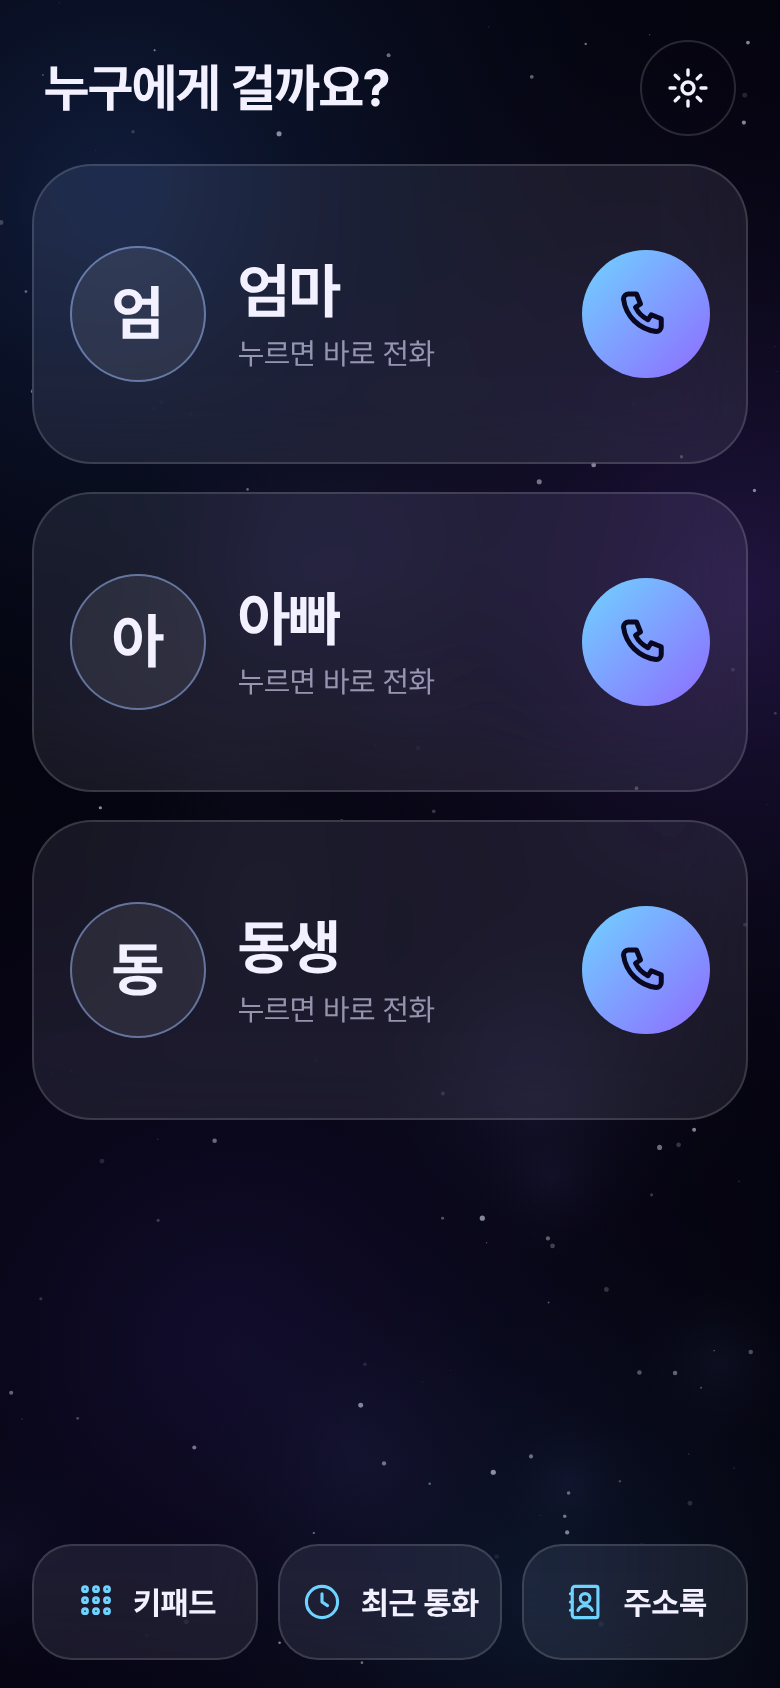 누구에게 걸까요?
엄
엄마
누르면 바로 전화
아
아빠
누르면 바로 전화
동
동생
누르면 바로 전화
키패드
최근 통화
주소록